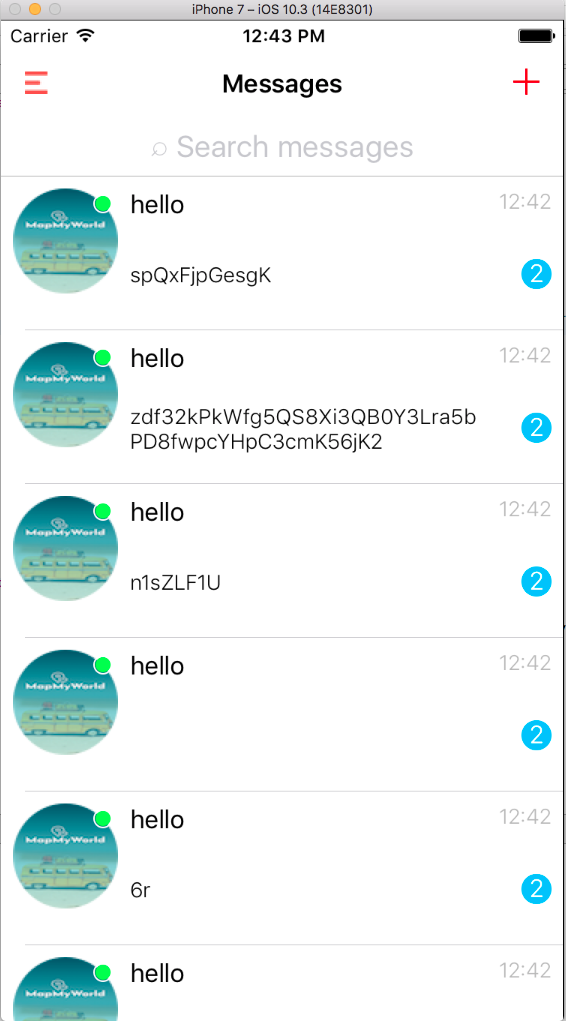 iPhone 7 – iOS 10.3 (14E8301)
Carrier 12:43 PM
Messages
Search messages
MapMyWorld
hello 12:42
spQxFjpGesgK 2
MapMyWorld
hello 12:42
zdf32kPkWfg5QS8Xi3QB0Y3Lra5b
PD8fwpcYHpC3cmK56jK2 2
MapMyWorld
hello 12:42
n1sZLF1U 2
MapMyWorld
hello 12:42
2
MapMyWorld
hello 12:42
6r 2
MapMyWorld
hello 12:42